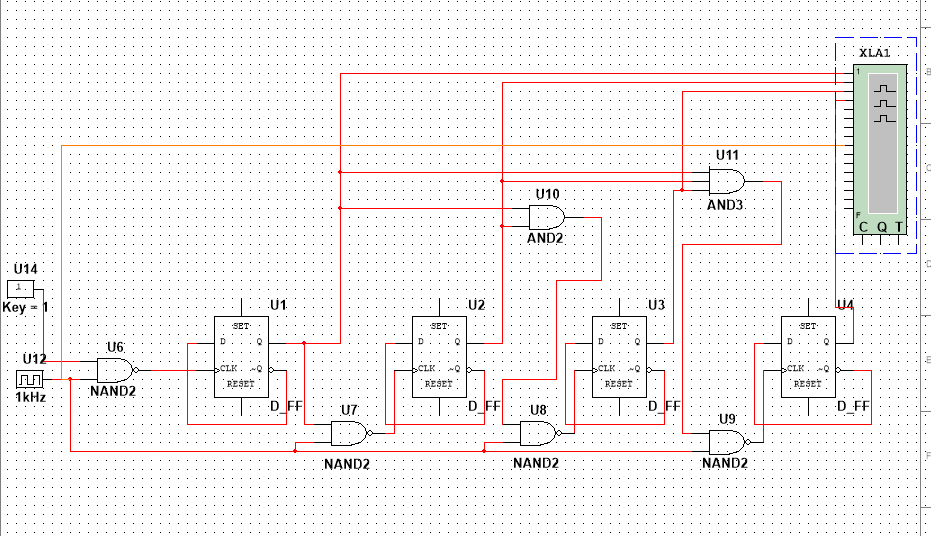 XLA1
1
F
C Q T
B
C
D
E
F
U11
AND3
U10
AND2
U14
1
Key = 1
U12
1kHz
U6
NAND2
U1
SET
D Q
CLK ~Q
RESET
D_FF
U7
NAND2
U2
SET
D Q
CLK ~Q
RESET
D_FF
U8
NAND2
U3
SET
D Q
CLK ~Q
RESET
D_FF
U9
NAND2
U4
SET
D Q
CLK ~Q
RESET
D_FF